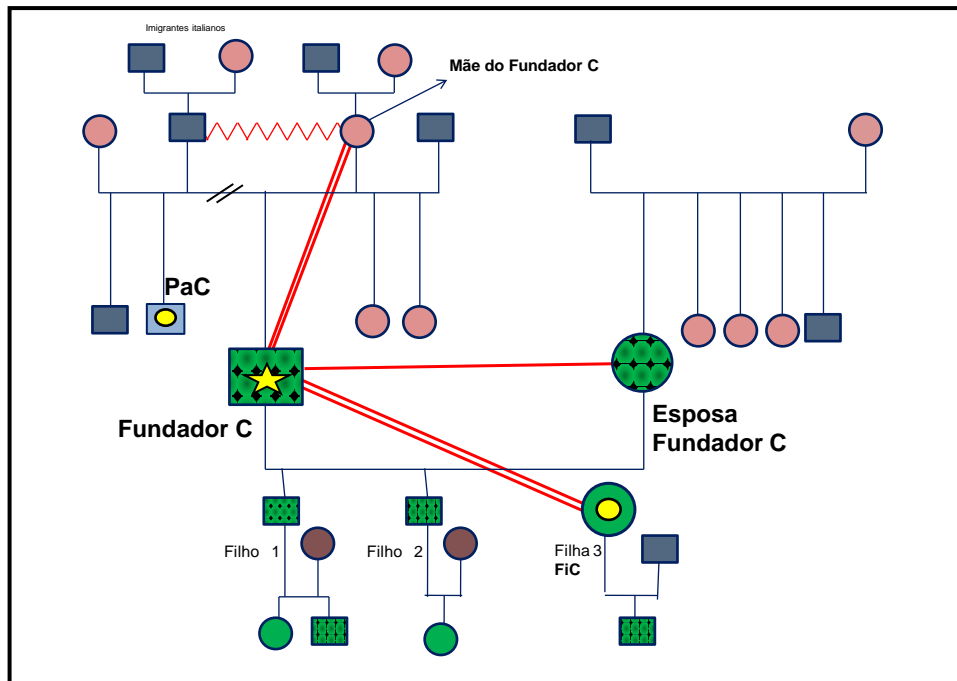 Imigrantes italianos
Mãe do Fundador C
PaC
Fundador C
Esposa
Fundador C
Filho 1
Filho 2
Filha 3
FiC